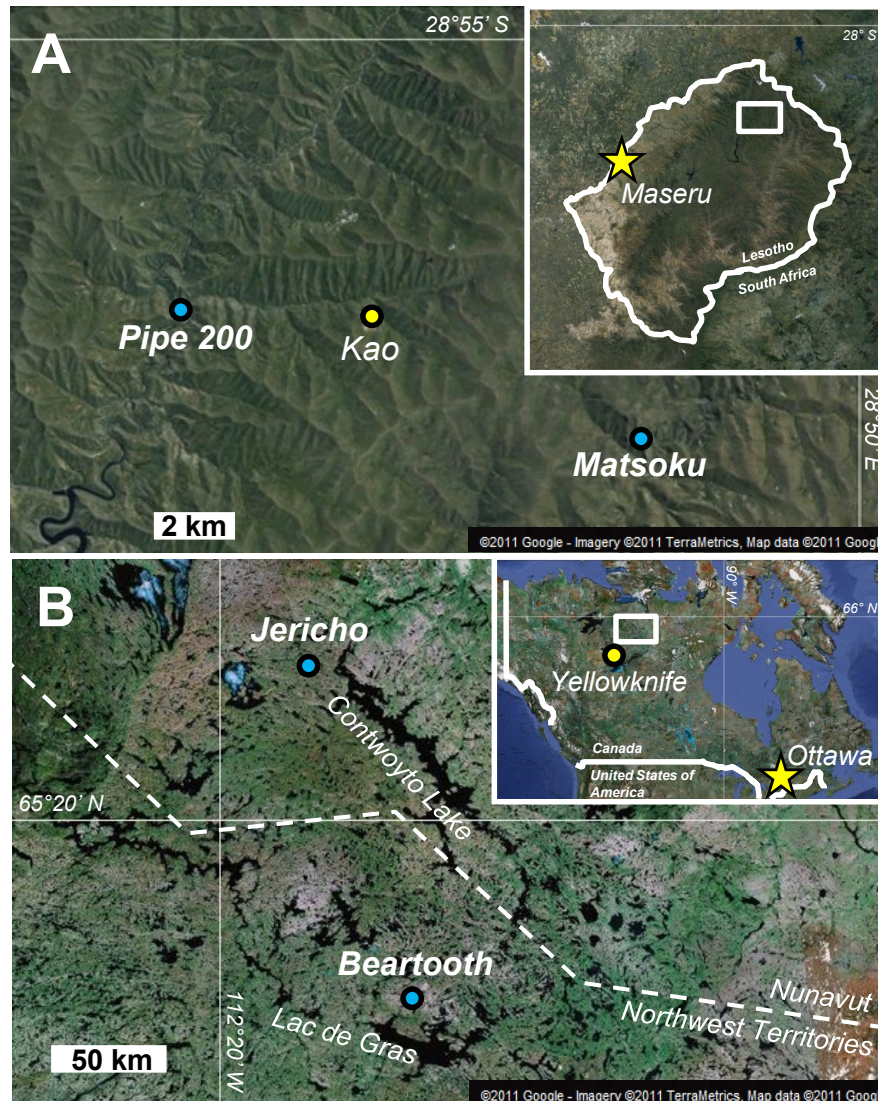 A
28°55’ S
28° S
Maseru
Lesotho
South Africa
Pipe 200
Kao
Matsoku
28°50’ E
2 km
©2011 Google - Imagery ©2011 TerraMetrics, Map data ©2011 Googl
B
90° W
66° N
Jericho
Yellowknife
Contwoyto Lake
Canada
United States of
America
Ottawa
65°20’ N
Beartooth
Nunavut
Northwest Territories
Lac de Gras
112°20’ W
50 km
©2011 Google - Imagery ©2011 TerraMetrics, Map data ©2011 Googl